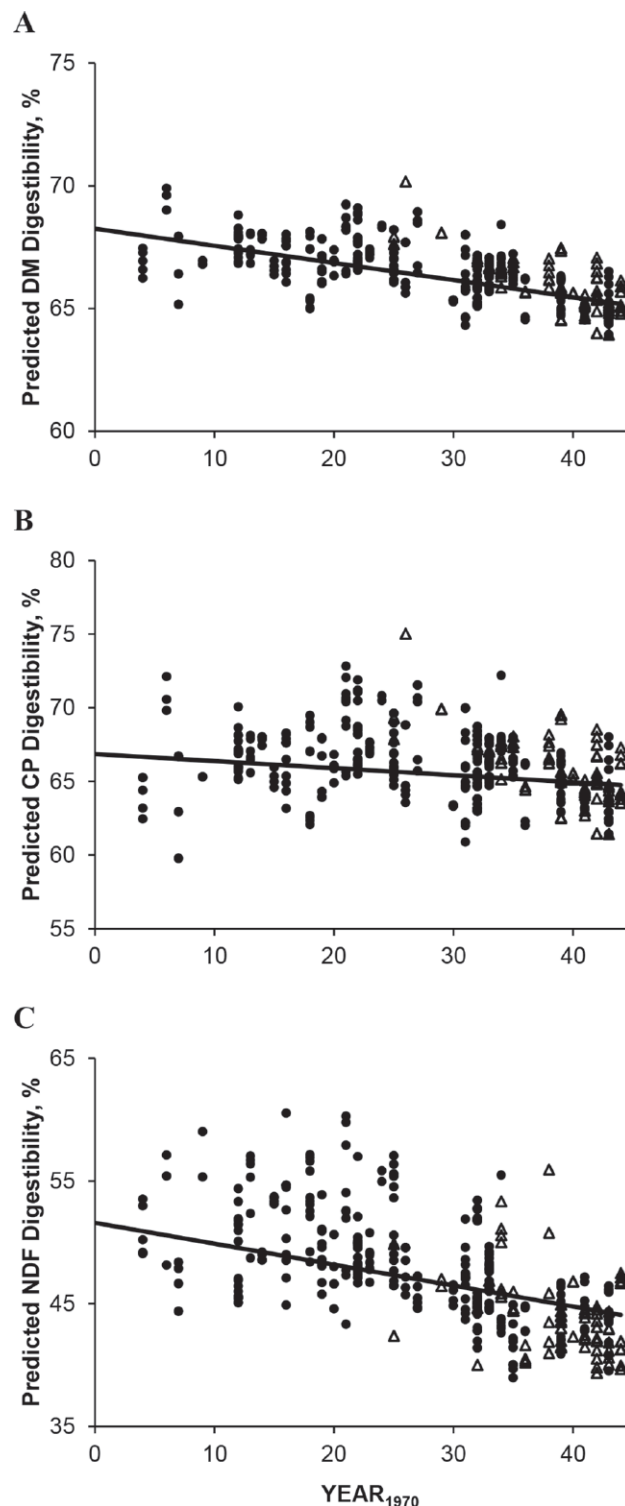 A
Predicted DM Digestibility, %
75
70
65
60
0 10 20 30 40
B
Predicted CP Digestibility, %
80
75
70
65
60
55
0 10 20 30 40
C
Predicted NDF Digestibility, %
65
55
45
35
0 10 20 30 40
YEAR1970